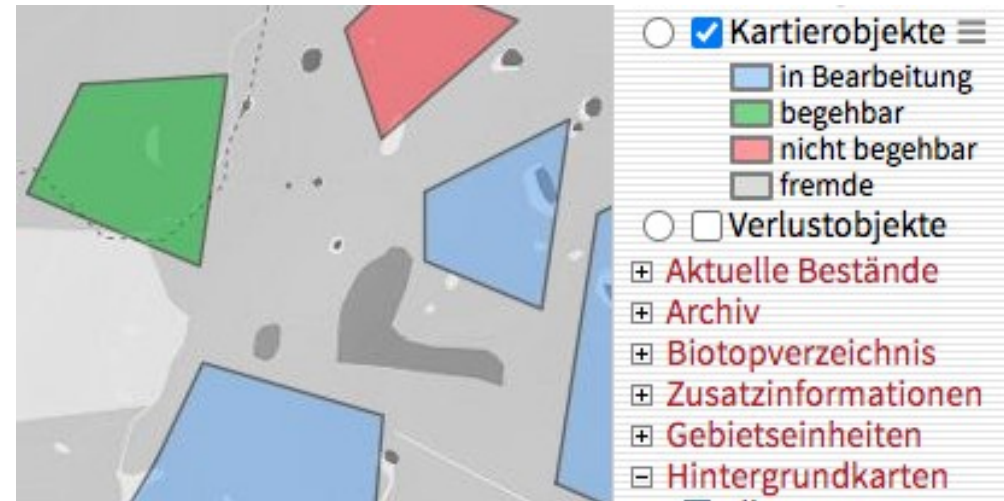 Kartierobjekte
in Bearbeitung
begehbar
nicht begehbar
fremde
Verlustobjekte
Aktuelle Bestände
Archiv
Biotopverzeichnis
Zusatzinformationen
Gebietseinheiten
Hintergrundkarten